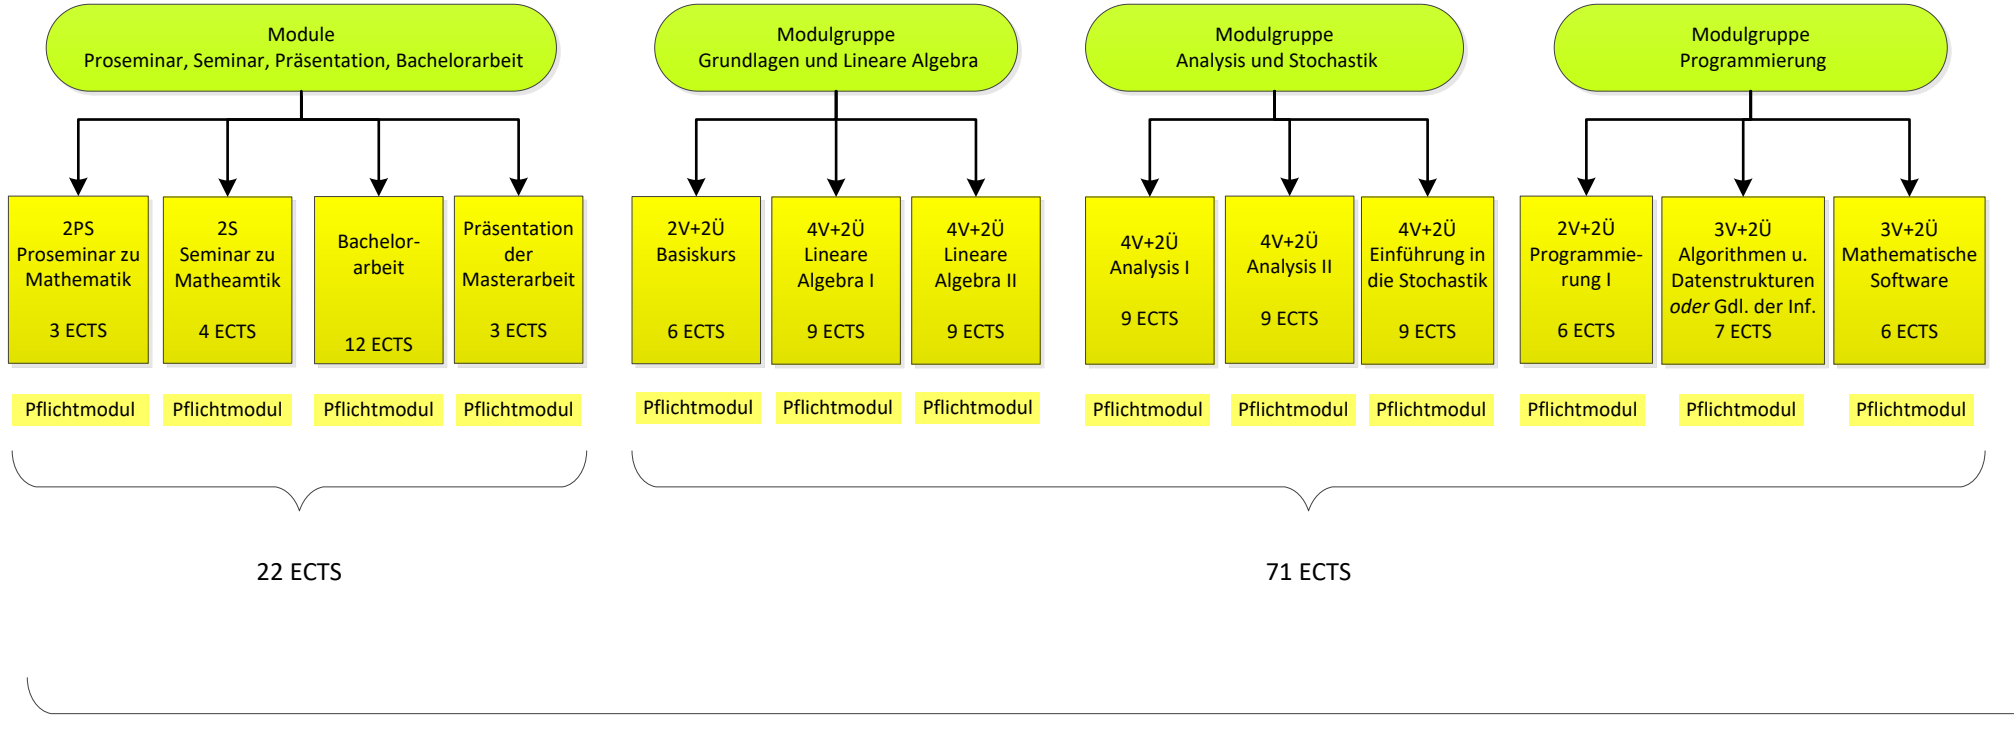 Module
Proseminar, Seminar, Präsentation, Bachelorarbeit
Modulgruppe
Grundlagen und Lineare Algebra
Modulgruppe
Analysis und Stochastik
Modulgruppe
Programmierung
2PS
Proseminar zu
Mathematik
3 ECTS
2S
Seminar zu
Matheamtik
4 ECTS
Bachelor-
arbeit
12 ECTS
Präsentation
der
Masterarbeit
3 ECTS
2V+2Ü
Basiskurs
6 ECTS
4V+2Ü
Lineare
Algebra I
9 ECTS
4V+2Ü
Lineare
Algebra II
9 ECTS
4V+2Ü
Analysis I
9 ECTS
4V+2Ü
Analysis II
9 ECTS
4V+2Ü
Einführung in
die Stochastik
9 ECTS
2V+2Ü
Programmie-
rung I
6 ECTS
3V+2Ü
Algorithmen u.
Datenstrukturen
oder Gdl. der Inf.
7 ECTS
3V+2Ü
Mathematische
Software
6 ECTS
Pflichtmodul
Pflichtmodul
Pflichtmodul
Pflichtmodul
Pflichtmodul
Pflichtmodul
Pflichtmodul
Pflichtmodul
Pflichtmodul
Pflichtmodul
Pflichtmodul
Pflichtmodul
Pflichtmodul
22 ECTS
71 ECTS